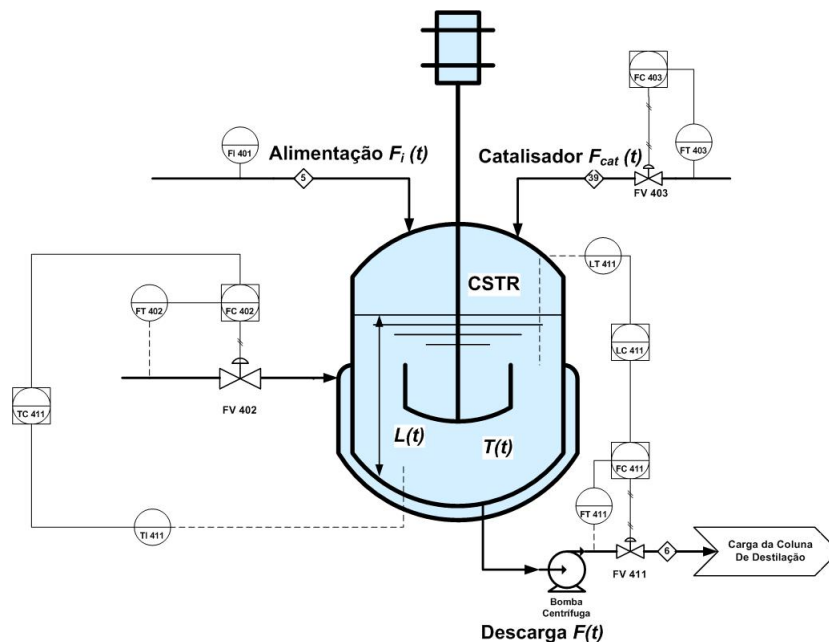 FC 403
FT 403
FV 403
FI 401
Alimentação Fi (t)
5
Catalisador Fcat (t)
39
CSTR
LT 411
FT 402
FC 402
FV 402
LC 411
TC 411
L(t)
T(t)
FC 411
FT 411
TI 411
6
FV 411
Carga da Coluna
De Destilação
Bomba
Centrífuga
Descarga F(t)